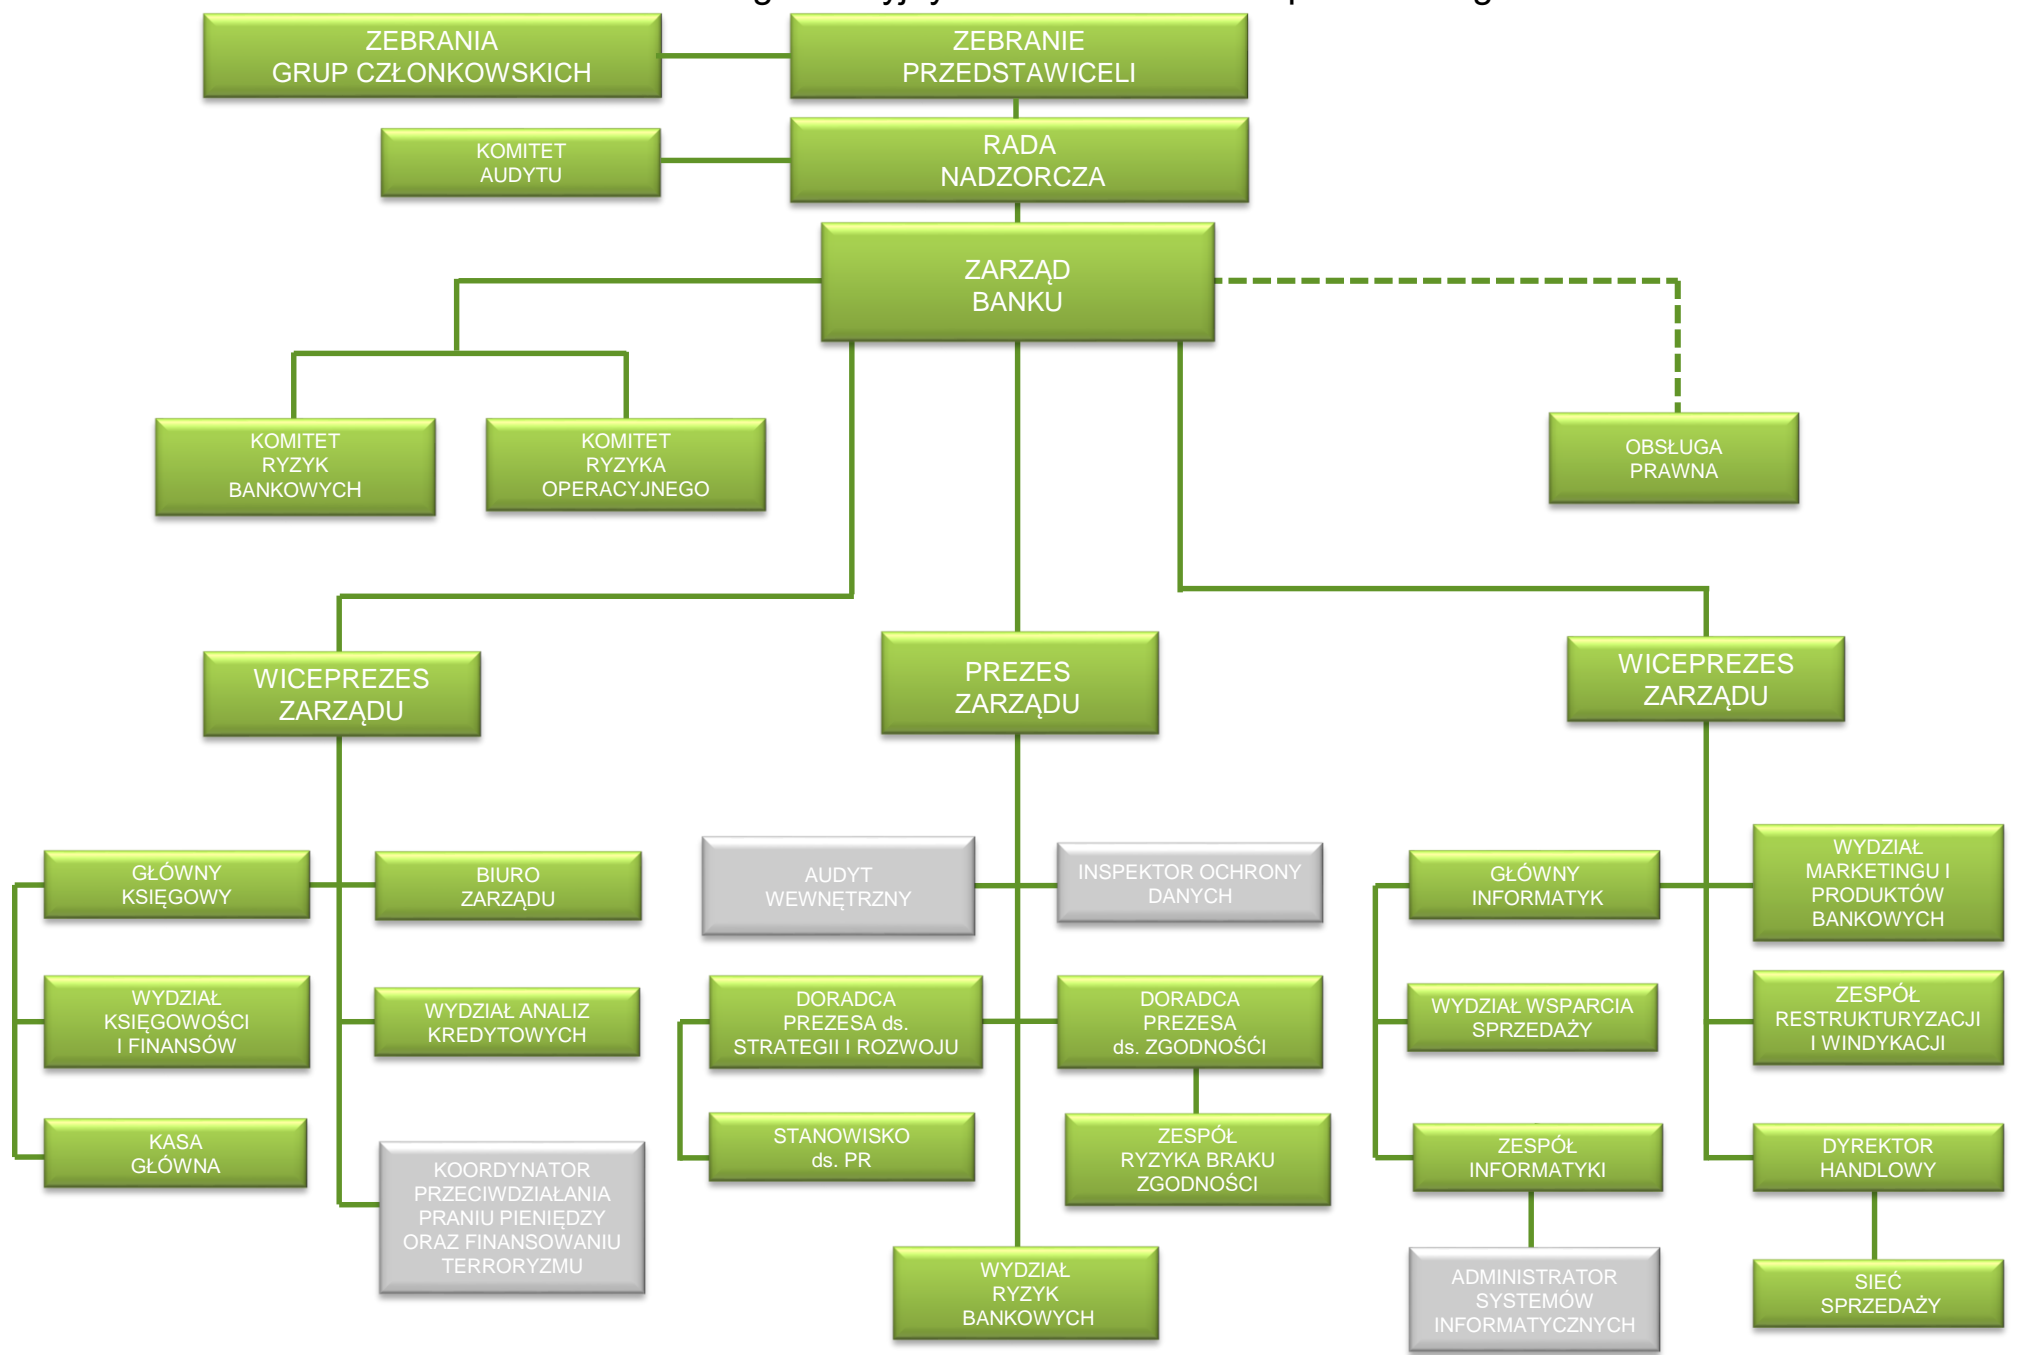 ZEBRANIA
GRUP CZŁONKOWSKICH
ZEBRANIE
PRZEDSTAWICELI
KOMITET
AUDYTU
RADA
NADZORCZA
ZARZĄD
BANKU
KOMITET
RYZYK
BANKOWYCH
KOMITET
RYZYKA
OPERACYJNEGO
OBSŁUGA
PRAWNA
WICEPREZES
ZARZĄDU
PREZES
ZARZĄDU
WICEPREZES
ZARZĄDU
GŁÓWNY
KSIĘGOWY
BIURO
ZARZĄDU
AUDYT
WEWNĘTRZNY
INSPEKTOR OCHRONY
DANYCH
GŁÓWNY
INFORMATYK
WYDZIAŁ
MARKETINGU I
PRODUKTÓW
BANKOWYCH
WYDZIAŁ
KSIĘGOWOŚCI
I FINANSÓW
WYDZIAŁ ANALIZ
KREDYTOWYCH
DORADCA
PREZESA ds.
STRATEGII I ROZWOJU
DORADCA
PREZESA
ds. ZGODNOŚĆI
WYDZIAŁ WSPARCIA
SPRZEDAŻY
ZESPÓŁ
RESTRUKTURYZACJI
I WINDYKACJI
KASA
GŁÓWNA
KOORDYNATOR
PRZECIWDZIAŁANIA
PRANIU PIENIĘDZY
ORAZ FINANSOWANIU
TERRORYZMU
STANOWISKO
ds. PR
ZESPÓŁ
RYZYKA BRAKU
ZGODNOŚCI
ZESPÓŁ
INFORMATYKI
DYREKTOR
HANDLOWY
WYDZIAŁ
RYZYK
BANKOWYCH
ADMINISTRATOR
SYSTEMÓW
INFORMATYCZNYCH
SIEĆ
SPRZEDAŻY